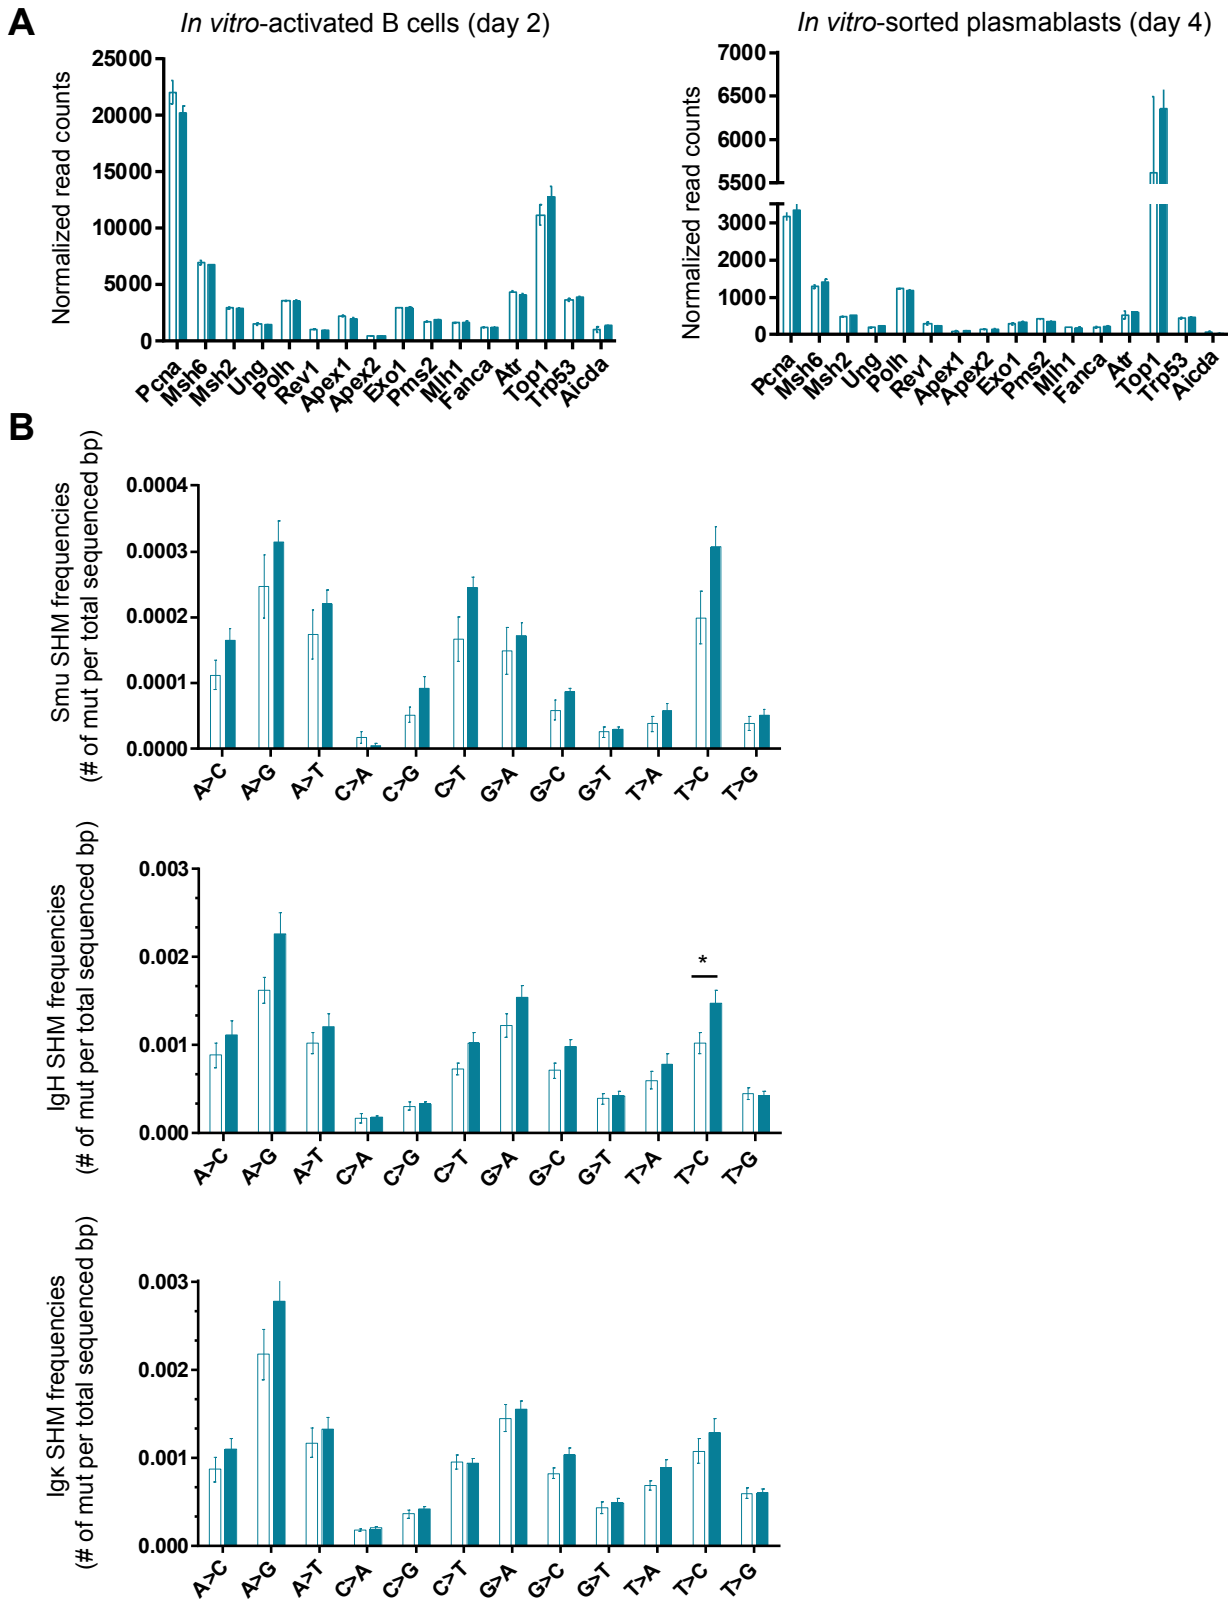 A
In vitro-activated B cells (day 2)
In vitro-sorted plasmablasts (day 4)
Normalized read counts
25000
20000
15000
10000
5000
0
Pcna
Msh6
Msh2
Ung
Polh
Rev1
Apex1
Apex2
Exo1
Pms2
Mlh1
Fanca
Atr
Top1
Trp53
Aicda
Normalized read counts
7000
6500
6000
5500
3000
2000
1000
0
Pcna
Msh6
Msh2
Ung
Polh
Rev1
Apex1
Apex2
Exo1
Pms2
Mlh1
Fanca
Atr
Top1
Trp53
Aicda
B
Smu SHM frequencies
(# of mut per total sequenced bp)
0.0004
0.0003
0.0002
0.0001
0.0000
A>C
A>G
A>T
C>A
C>G
C>T
G>A
G>C
G>T
T>A
T>C
T>G
IgH SHM frequencies
(# of mut per total sequenced bp)
0.003
0.002
0.001
0.000
*
A>C
A>G
A>T
C>A
C>G
C>T
G>A
G>C
G>T
T>A
T>C
T>G
Igκ SHM frequencies
(# of mut per total sequenced bp)
0.003
0.002
0.001
0.000
A>C
A>G
A>T
C>A
C>G
C>T
G>A
G>C
G>T
T>A
T>C
T>G